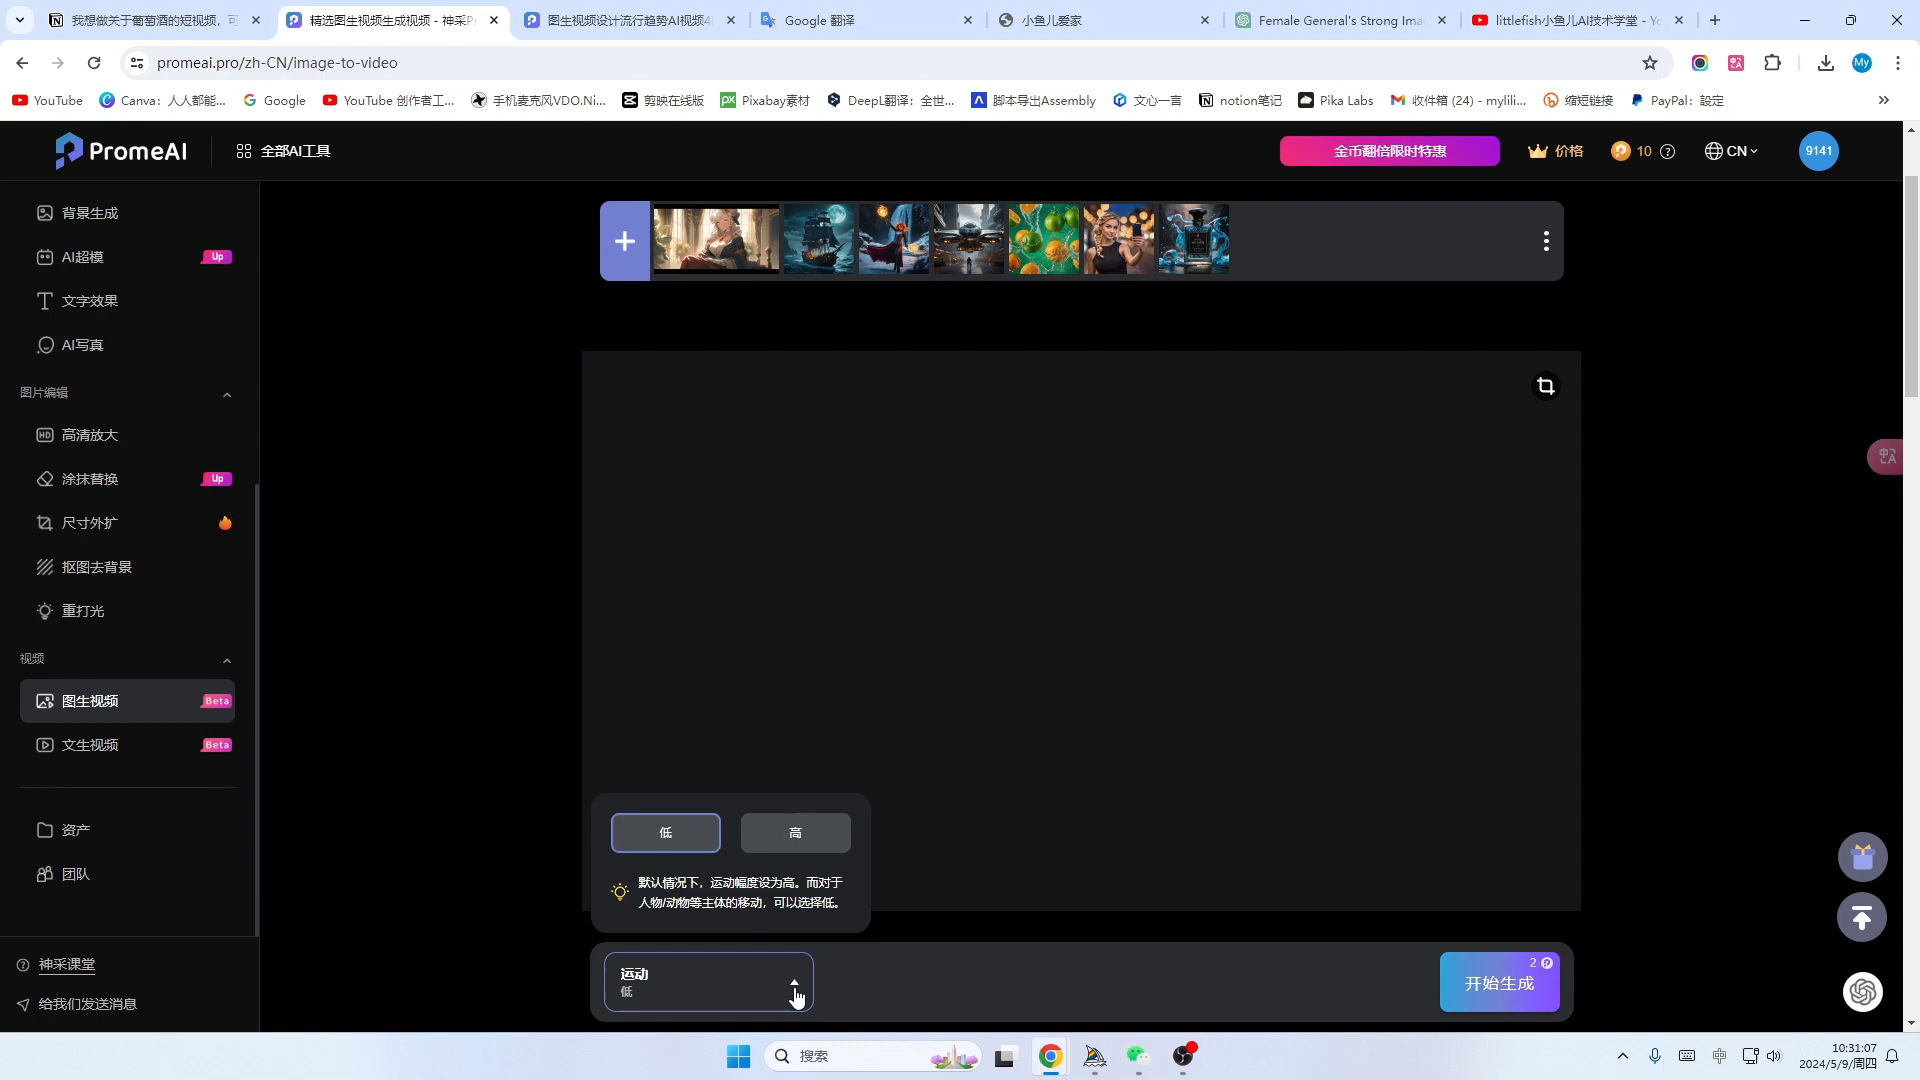 我想做关于葡萄酒的短视频，可
精选图生视频生成视频 - 神采Pr
图生视频设计流行趋势AI视频4
Google 翻译
小鱼儿爱家
Female General's Strong Ima
littlefish小鱼儿AI技术学堂 - Yo
promeai.pro/zh-CN/image-to-video
My
YouTube
Canva：人人都能...
Google
YouTube 创作者工...
手机麦克风VDO.Ni...
剪映在线版
Pixabay素材
DeepL翻译：全世...
脚本导出Assembly
文心一言
notion笔记
Pika Labs
收件箱 (24) - mylili...
缩短链接
PayPal：設定
PromeAI
全部AI工具
金币翻倍限时特惠
价格
10
CN
9141
背景生成
AI超模
Up
文字效果
AI写真
图片编辑
HD
高清放大
涂抹替换
Up
尺寸外扩
抠图去背景
重打光
视频
图生视频
Beta
文生视频
Beta
资产
团队
神采课堂
给我们发送消息
低
高
默认情况下，运动幅度设为高。而对于
人物/动物等主体的移动，可以选择低。
运动
低
2
开始生成
搜索
中
10:31:07
2024/5/9/周四